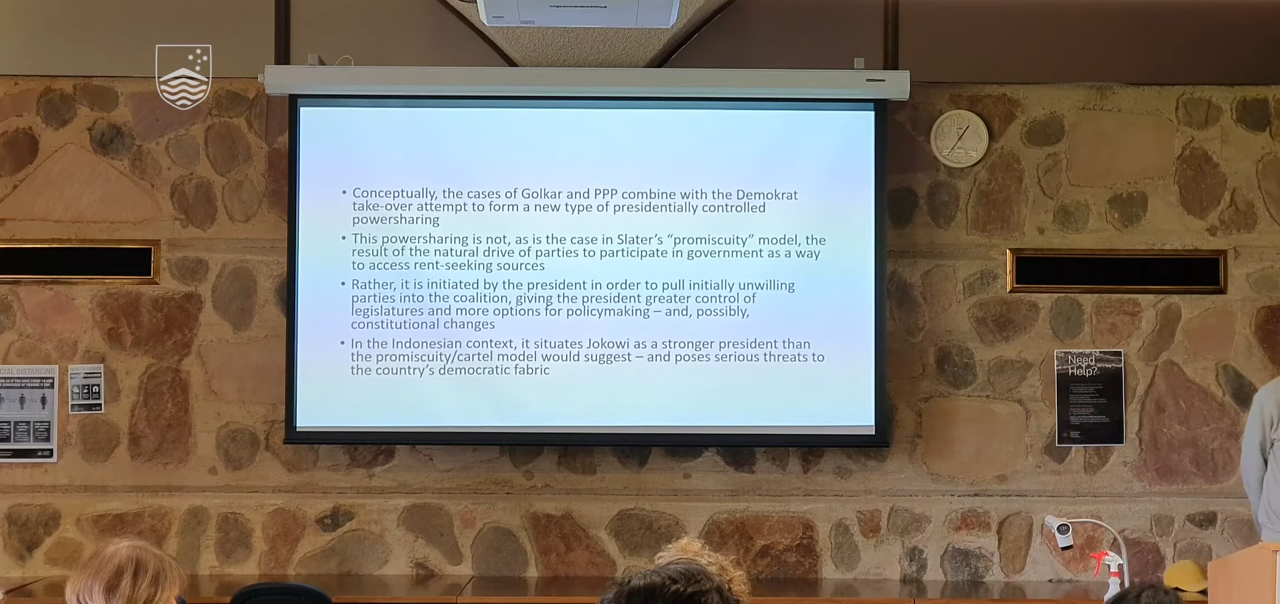 • Conceptually, the cases of Golkar and PPP combine with the Demokrat
take-over attempt to form a new type of presidentially controlled
powersharing
• This powersharing is not, as is the case in Slater's "promiscuity" model, the
result of the natural drive of parties to participate in government as a way
to access rent-seeking sources
• Rather, it is initiated by the president in order to pull initially unwilling
parties into the coalition, giving the president greater control of
legislatures and more options for policymaking – and, possibly,
constitutional changes
• In the Indonesian context, it situates Jokowi as a stronger president than
the promiscuity/cartel model would suggest – and poses serious threats to
the country's democratic fabric
DISTANCING
Need
Help?